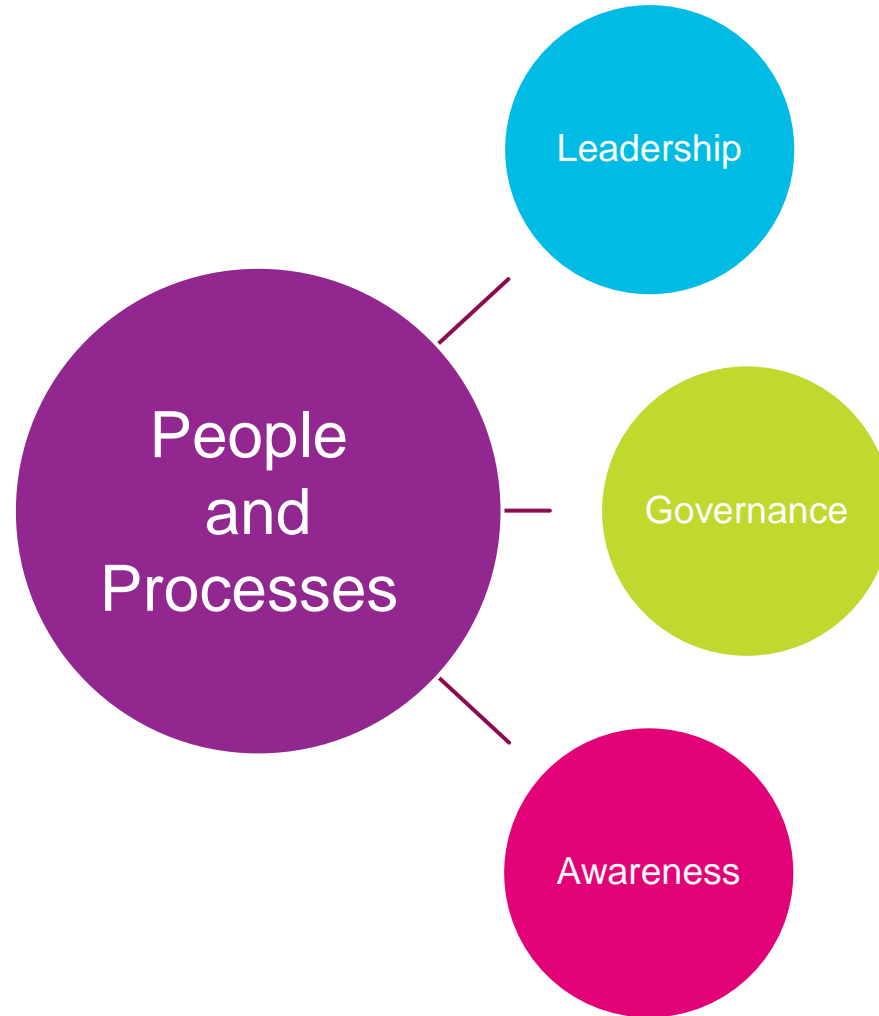 People
and
Processes
Leadership
Governance
Awareness